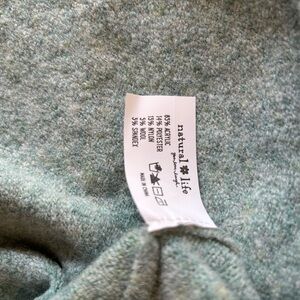 natural life
65% ACRYLIC
14% POLYESTER
13% NYLON
5% WOOL
3% SPANDEX
MADE IN CHINA